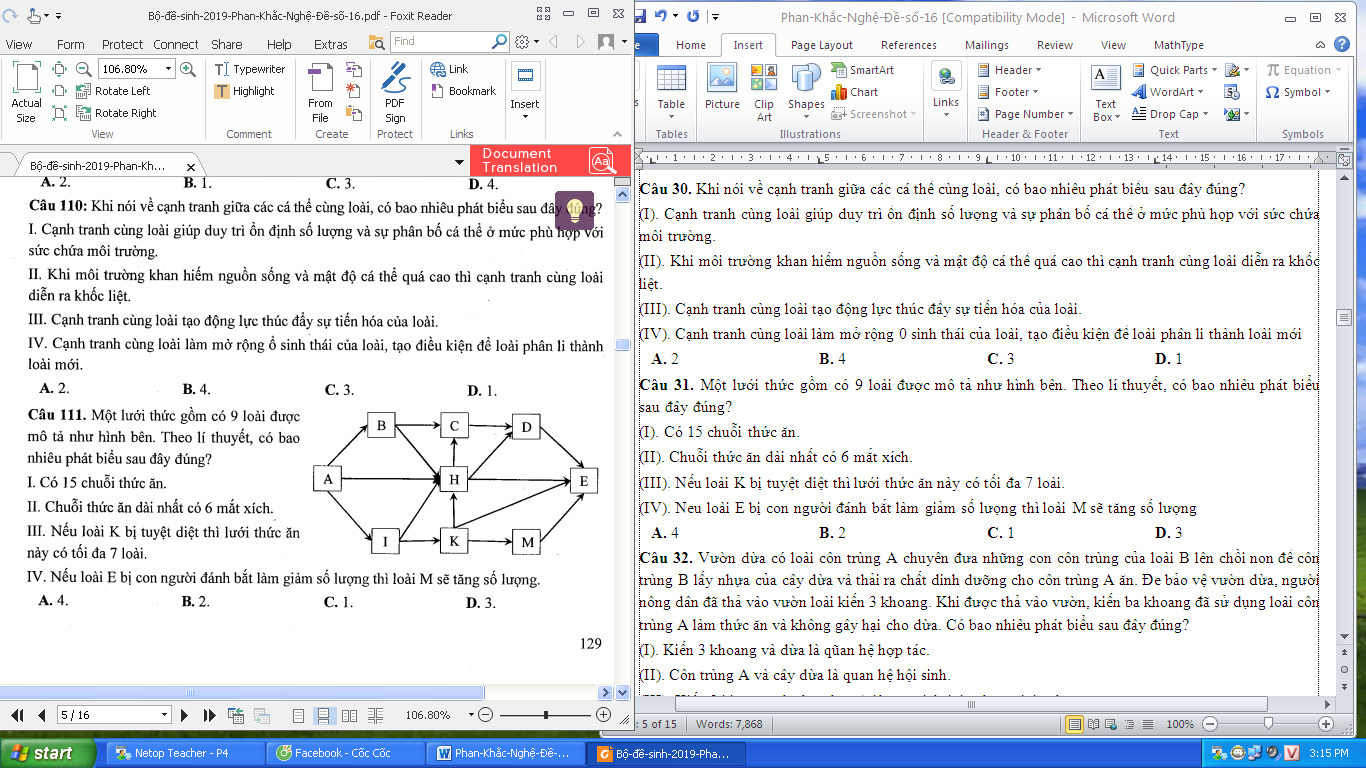 Bộ-đề-sinh-2019-Phan-Khắc-Nghệ-Đề-số-16.pdf - Foxit Reader
View Form Protect Connect Share Help Extras Find
Actual Size
106.80%
Rotate Left
Rotate Right
View
Typewriter
Highlight
Comment
From File
Create
PDF Sign
Protect
Link
Bookmark
Links
Insert
Bộ-đề-sinh-2019-Phan-Kh...
Document Translation
A. 2. B. 1. C. 3. D. 4.
Câu 110: Khi nói về cạnh tranh giữa các cá thể cùng loài, có bao nhiêu phát biểu sau đây đúng?
I. Cạnh tranh cùng loài giúp duy trì ổn định số lượng và sự phân bố cá thể ở mức phù hợp với
sức chứa môi trường.
II. Khi môi trường khan hiếm nguồn sống và mật độ cá thể quá cao thì cạnh tranh cùng loài
diễn ra khốc liệt.
III. Cạnh tranh cùng loài tạo động lực thúc đẩy sự tiến hóa của loài.
IV. Cạnh tranh cùng loài làm mở rộng ổ sinh thái của loài, tạo điều kiện để loài phân li thành
loài mới.
A. 2. B. 4. C. 3. D. 1.
Câu 111. Một lưới thức gồm có 9 loài được
mô tả như hình bên. Theo lí thuyết, có bao
nhiêu phát biểu sau đây đúng?
I. Có 15 chuỗi thức ăn.
II. Chuỗi thức ăn dài nhất có 6 mắt xích.
III. Nếu loài K bị tuyệt diệt thì lưới thức ăn
này có tối đa 7 loài.
B C D
A H E
I K M
IV. Nếu loài E bị con người đánh bắt làm giảm số lượng thì loài M sẽ tăng số lượng.
A. 4. B. 2. C. 1. D. 3.
129
5 / 16
106.80%
Phan-Khắc-Nghệ-Đề-số-16 [Compatibility Mode] - Microsoft Word
Home Insert Page Layout References Mailings Review View MathType
Table
Tables
Picture
Clip Art
Shapes
SmartArt
Chart
Screenshot
Illustrations
Links
Header
Footer
Page Number
Header & Footer
Text Box
Quick Parts
WordArt
Drop Cap
Text
Equation
Symbol
Symbols
1 2 3 4 5 6 7 8 9 10 11 12 13 14 15 16 17
Câu 30. Khi nói về cạnh tranh giữa các cá thể cùng loài, có bao nhiêu phát biểu sau đây đúng?
(I). Cạnh tranh cùng loài giúp duy trì ổn định số lượng và sự phân bố cá thể ở mức phù họp với sức chứa
môi trường.
(II). Khi môi trường khan hiếm nguồn sống và mật độ cá thể quá cao thì cạnh tranh cùng loài diễn ra khốc
liệt.
(III). Cạnh tranh cùng loài tạo động lực thúc đẩy sự tiến hóa của loài.
(IV). Cạnh tranh cùng loài làm mở rộng 0 sinh thái của loài, tạo điều kiện để loài phân li thành loài mới
A. 2 B. 4 C. 3 D. 1
Câu 31. Một lưới thức gồm có 9 loài được mô tả như hình bên. Theo lí thuyết, có bao nhiêu phát biểu
sau đây đúng?
(I). Có 15 chuỗi thức ăn.
(II). Chuỗi thức ăn dài nhất có 6 mắt xích.
(III). Nếu loài K bị tuyệt diệt thì lưới thức ăn này có tối đa 7 loài.
(IV). Neu loài E bị con người đánh bắt làm giảm số lượng thì loài M sẽ tăng số lượng
A. 4 B. 2 C. 1 D. 3
Câu 32. Vườn dừa có loài côn trùng A chuyên đưa những con côn trùng của loài B lên chồi non để côn
trùng B lấy nhựa của cây dừa và thải ra chất dinh dưỡng cho côn trùng A ăn. Đe bảo vệ vườn dừa, người
nông dân đã thả vào vườn loài kiến 3 khoang. Khi được thả vào vườn, kiến ba khoang đã sử dụng loài côn
trùng A làm thức ăn và không gây hại cho dừa. Có bao nhiêu phát biểu sau đây đúng?
(I). Kiến 3 khoang và dừa là qũan hệ hợp tác.
(II). Côn trùng A và cây dừa là quan hệ hội sinh.
: 5 of 15 Words: 7,868
100%
start
Netop Teacher - P4
Facebook - Cốc Cốc
Phan-Khắc-Nghệ-Đề-...
Bộ-đề-sinh-2019-Pha...
3:15 PM